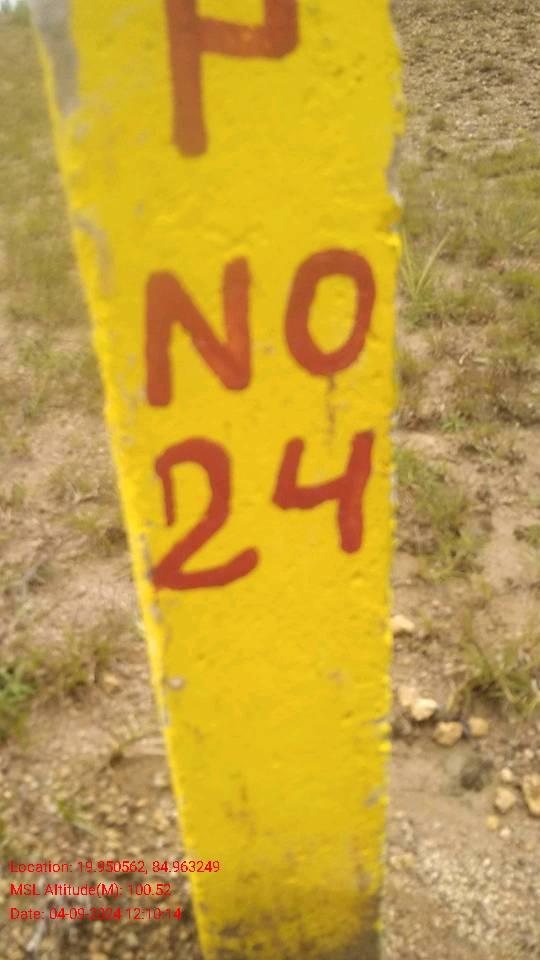 P
NO
24
Location: 19.950562, 84.963249
MSL Altitude(M): 100.52
Date: 04-09-2024 12:10:14